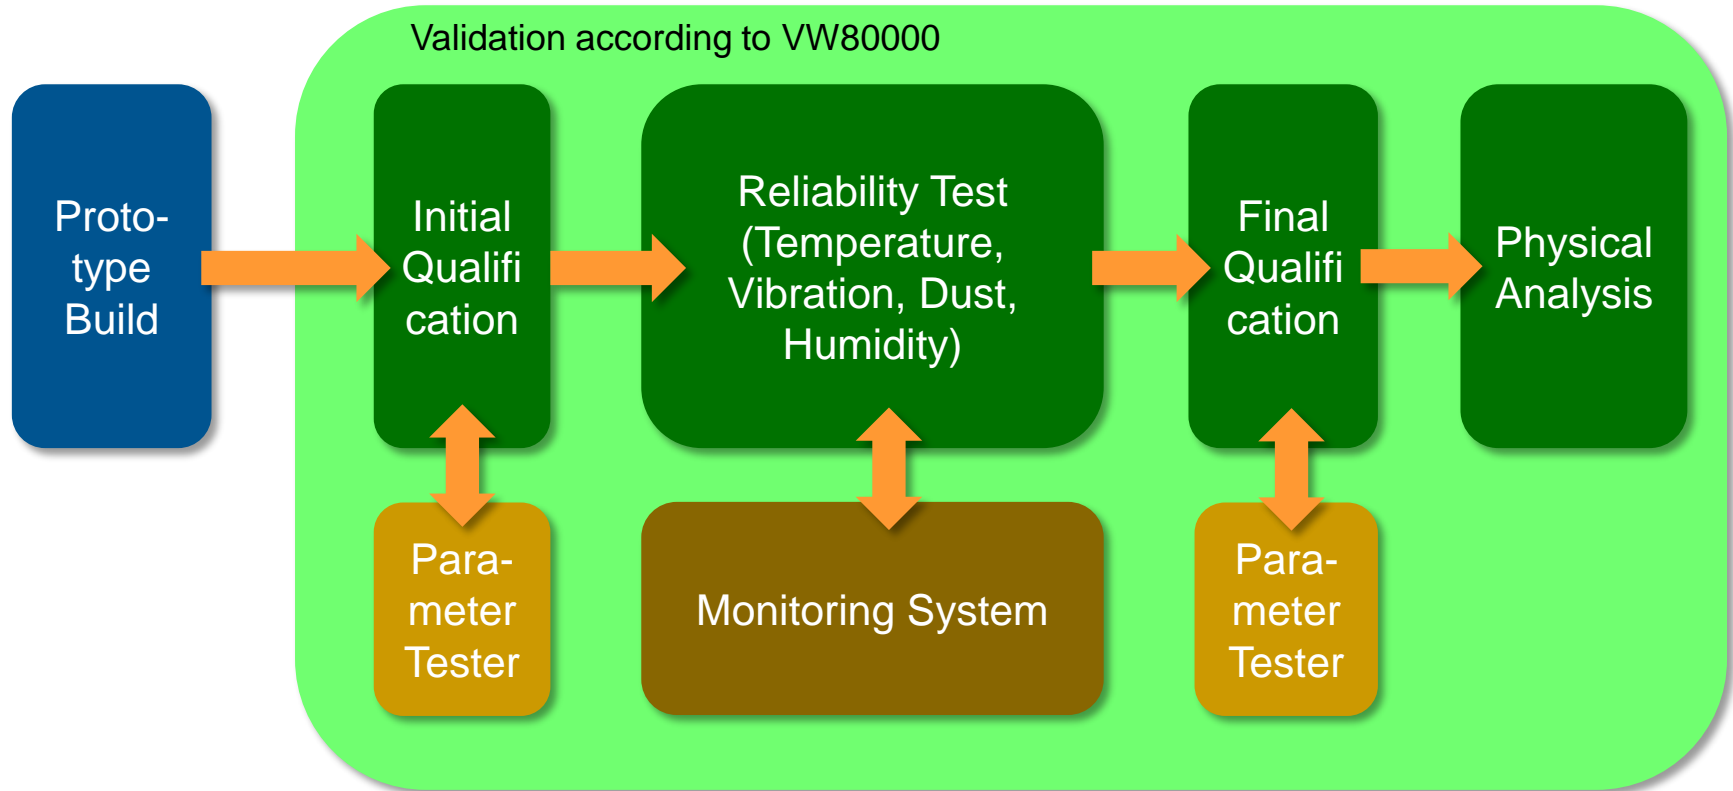 Validation according to VW80000
Proto-
type
Build
Initial
Qualifi
cation
Reliability Test
(Temperature,
Vibration, Dust,
Humidity)
Final
Qualifi
cation
Physical
Analysis
Para-
meter
Tester
Monitoring System
Para-
meter
Tester